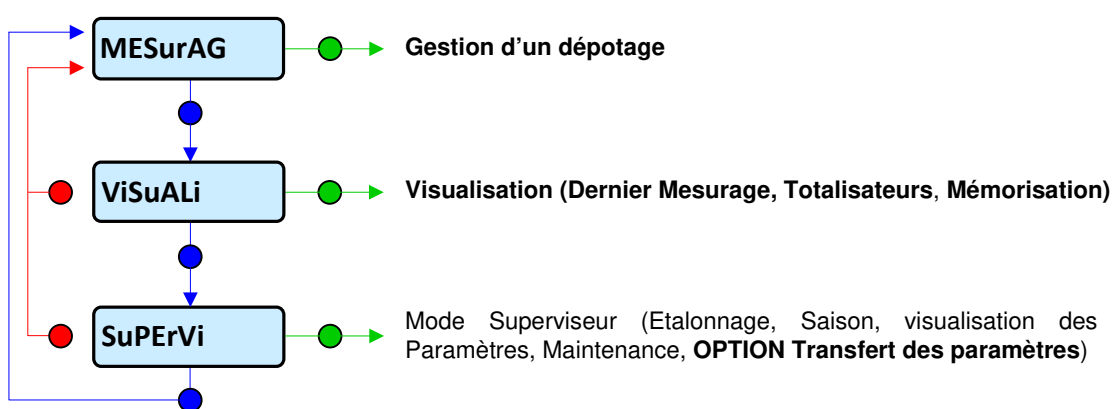 MESurAG
Gestion d’un dépotage
ViSuALi
Visualisation (Dernier Mesurage, Totalisateurs, Mémorisation)
SuPErVi
Mode Superviseur (Etalonnage, Saison, visualisation des
Paramètres, Maintenance, OPTION Transfert des paramètres)